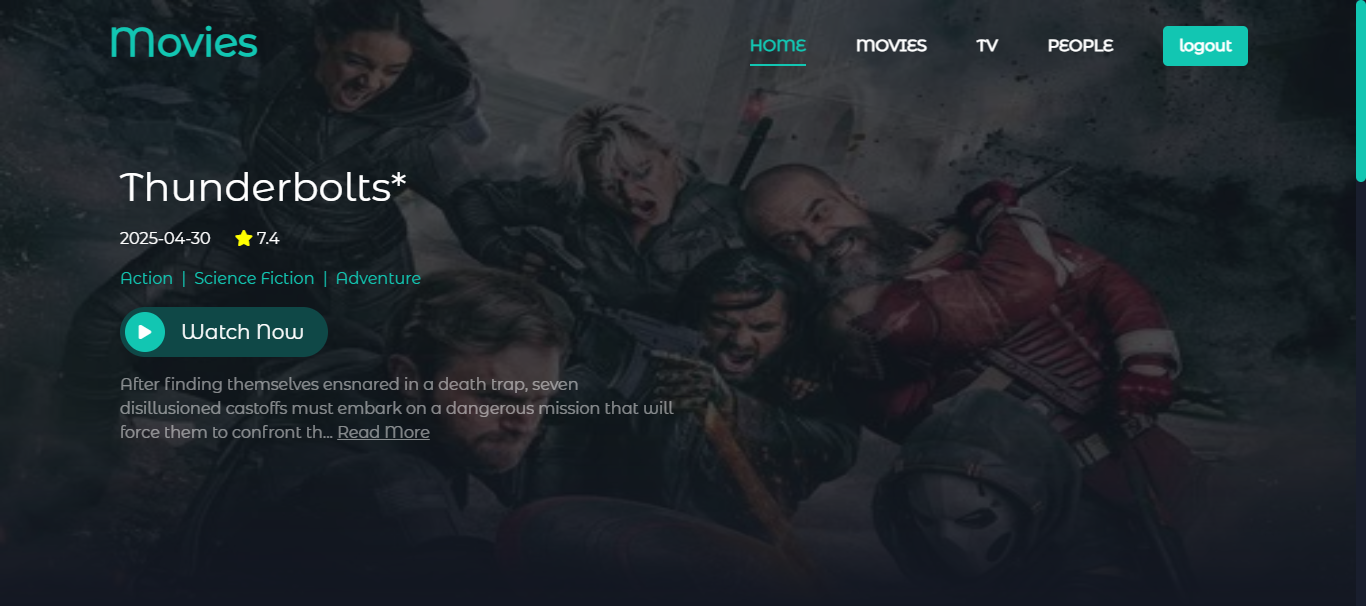 Movies
HOME MOVIES TV PEOPLE logout
Thunderbolts*
2025-04-30 7.4
Action | Science Fiction | Adventure
Watch Now
After finding themselves ensnared in a death trap, seven
disillusioned castoffs must embark on a dangerous mission that will
force them to confront th... Read More